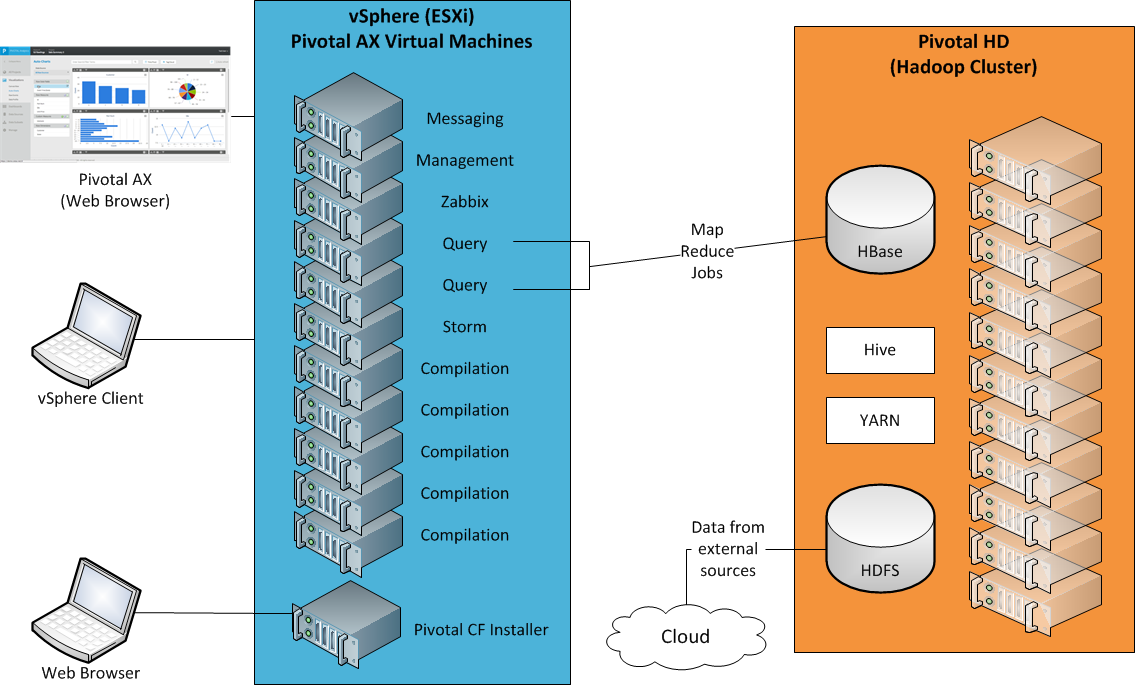 vSphere (ESXi)
Pivotal AX Virtual Machines
Messaging
Management
Zabbix
Query
Query
Storm
Compilation
Compilation
Compilation
Compilation
Compilation
Pivotal CF Installer
Pivotal AX
(Web Browser)
vSphere Client
Web Browser
Map
Reduce
Jobs
Data from
external
sources
Cloud
Pivotal HD
(Hadoop Cluster)
HBase
Hive
YARN
HDFS